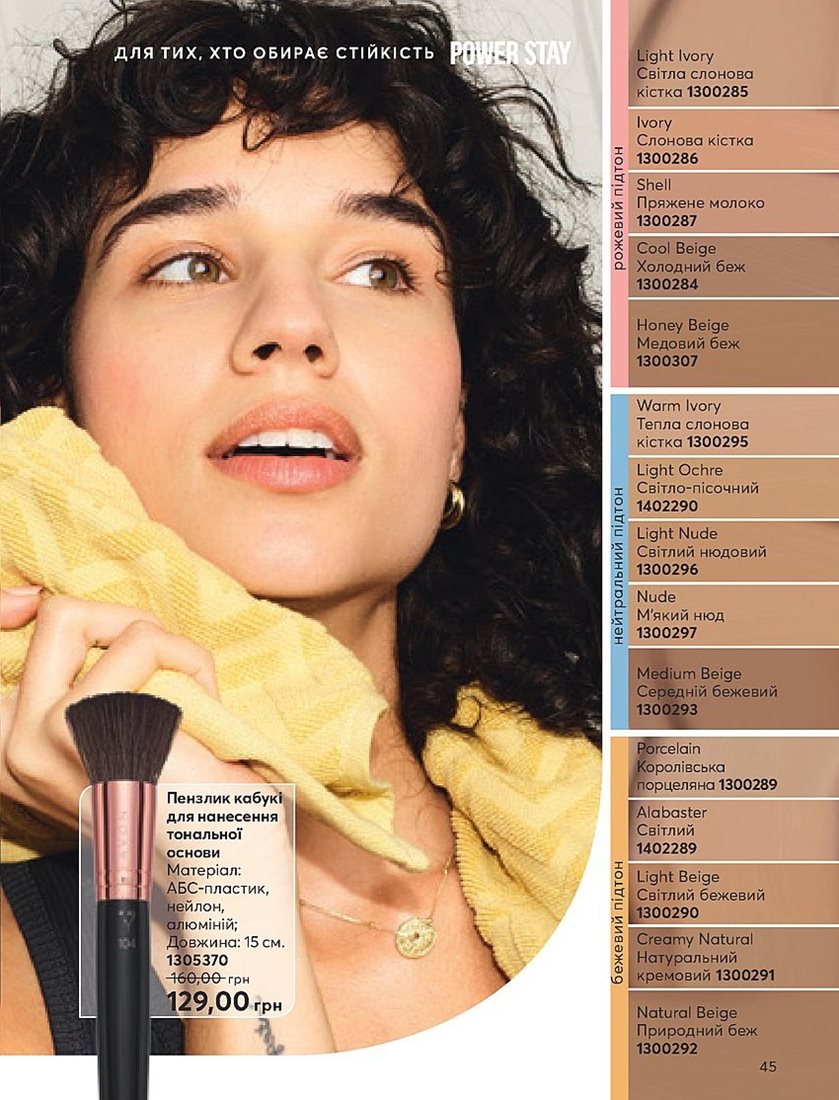 ДЛЯ ТИХ, ХТО ОБИРАЄ СТІЙКІСТЬ POWER STAY
рожевий підтон
Light Ivory
Світла слонова
кістка 1300285
Ivory
Слонова кістка
1300286
Shell
Пряжене молоко
1300287
Cool Beige
Холодний беж
1300284
Honey Beige
Медовий беж
1300307
нейтральний підтон
Warm Ivory
Тепла слонова
кістка 1300295
Light Ochre
Світло-пісочний
1402290
Light Nude
Світлий нюдовий
1300296
Nude
М'який нюд
1300297
Medium Beige
Середній бежевий
1300293
бежевий підтон
Porcelain
Королівська
порцеляна 1300289
Alabaster
Світлий
1402289
Light Beige
Світлий бежевий
1300290
Creamy Natural
Натуральний
кремовий 1300291
Natural Beige
Природний беж
1300292
AVON
104
Пензлик кабукі
для нанесення
тональної
основи
Матеріал:
АБС-пластик,
нейлон,
алюміній;
Довжина: 15 см.
1305370
160,00 грн
129,00 грн
45